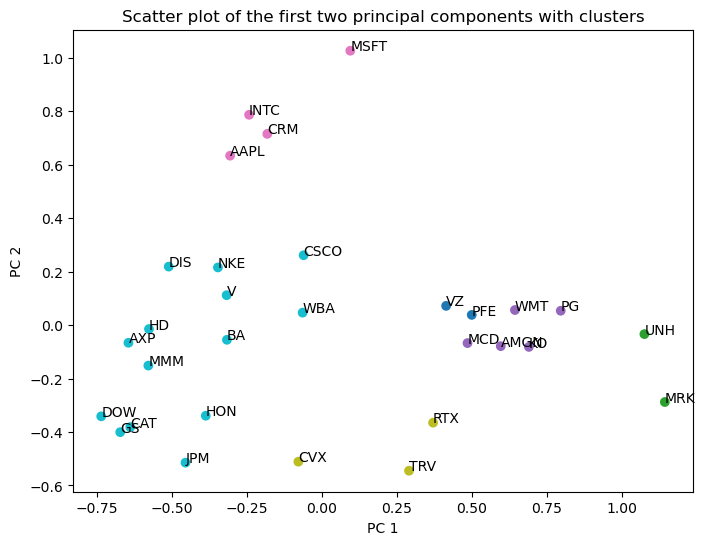 Scatter plot of the first two principal components with clusters
MSFT
1.0
INTC
0.8
CRM
AAPL
0.6
0.4
CSCO
DIS
NKE
0.2
V
WBA
VZ
PFE
WMT
PG
PC 2
0.0
HD
UNH
AXP
BA
MCD
AMGN
KO
MMM
−0.2
MRK
DOW
HON
CAT
GS
RTX
−0.4
JPM
CVX
TRV
−0.6
−0.75 −0.50 −0.25 0.00 0.25 0.50 0.75 1.00
PC 1